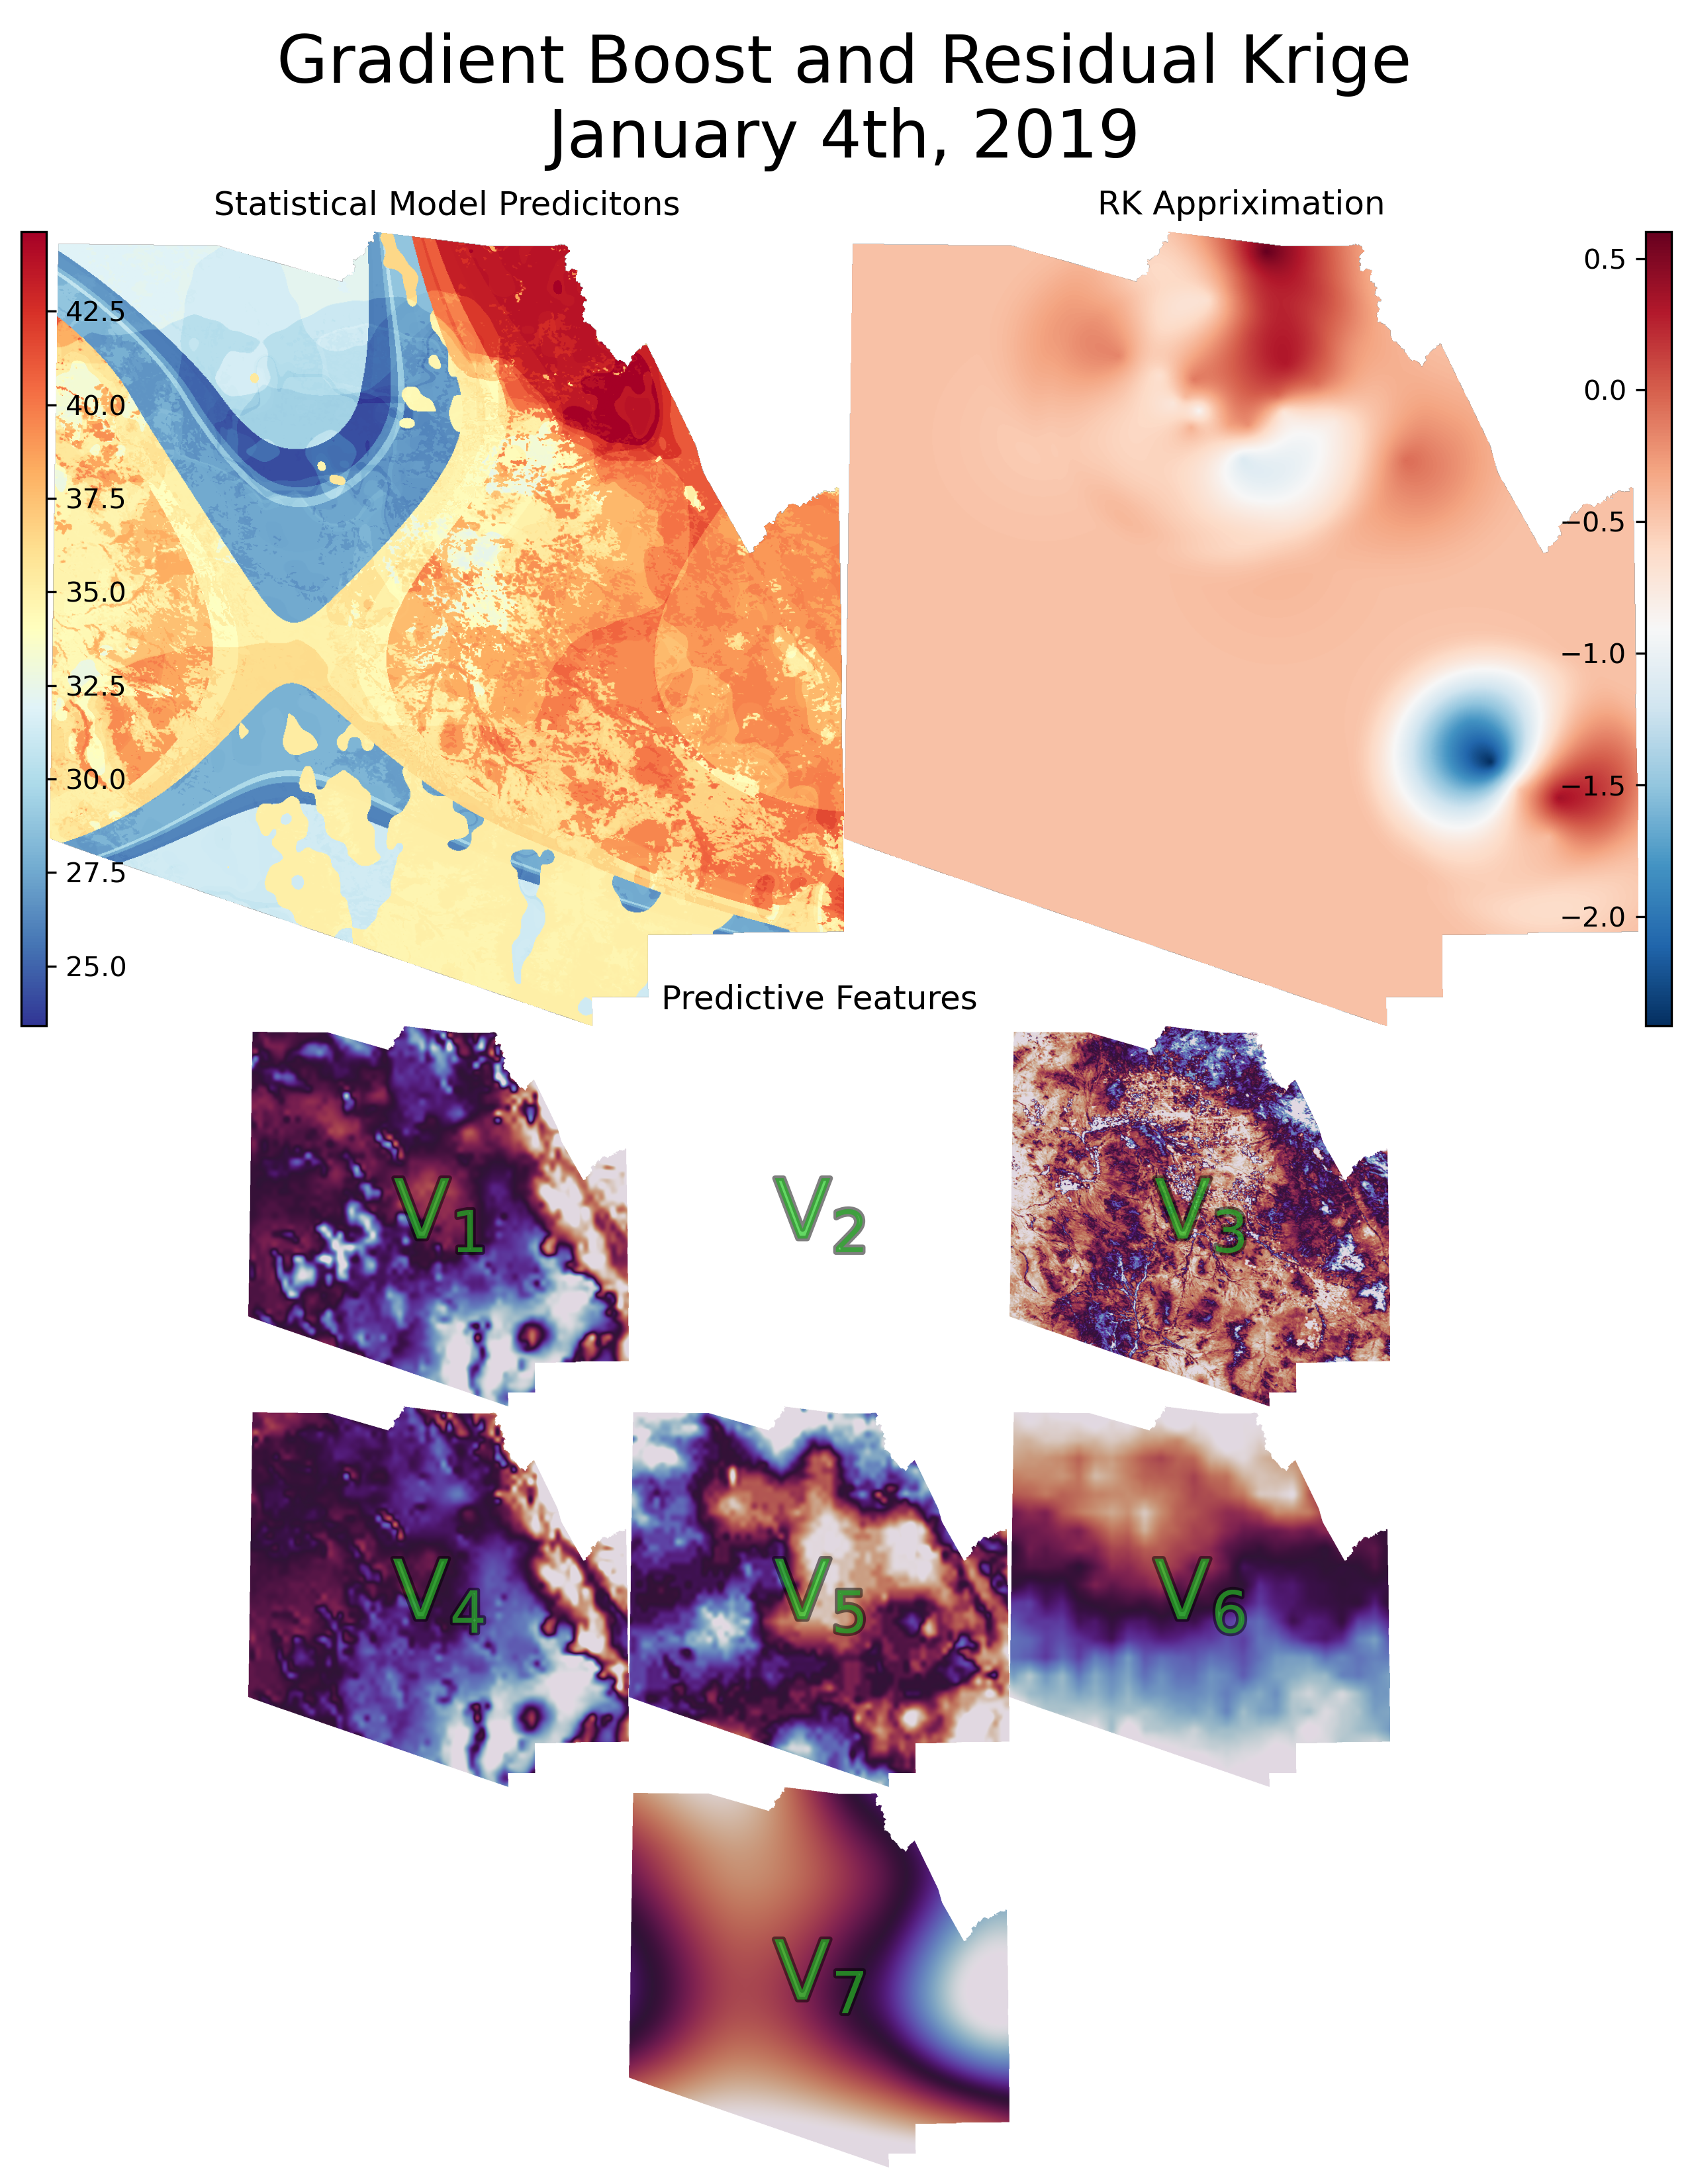 Gradient Boost and Residual Krige
January 4th, 2019
Statistical Model Predicitons
RK Appriximation
42.5
40.0
37.5
35.0
32.5
30.0
27.5
25.0
0.5
0.0
−0.5
−1.0
−1.5
−2.0
Predictive Features
V1
V2
V3
V4
V5
V6
V7